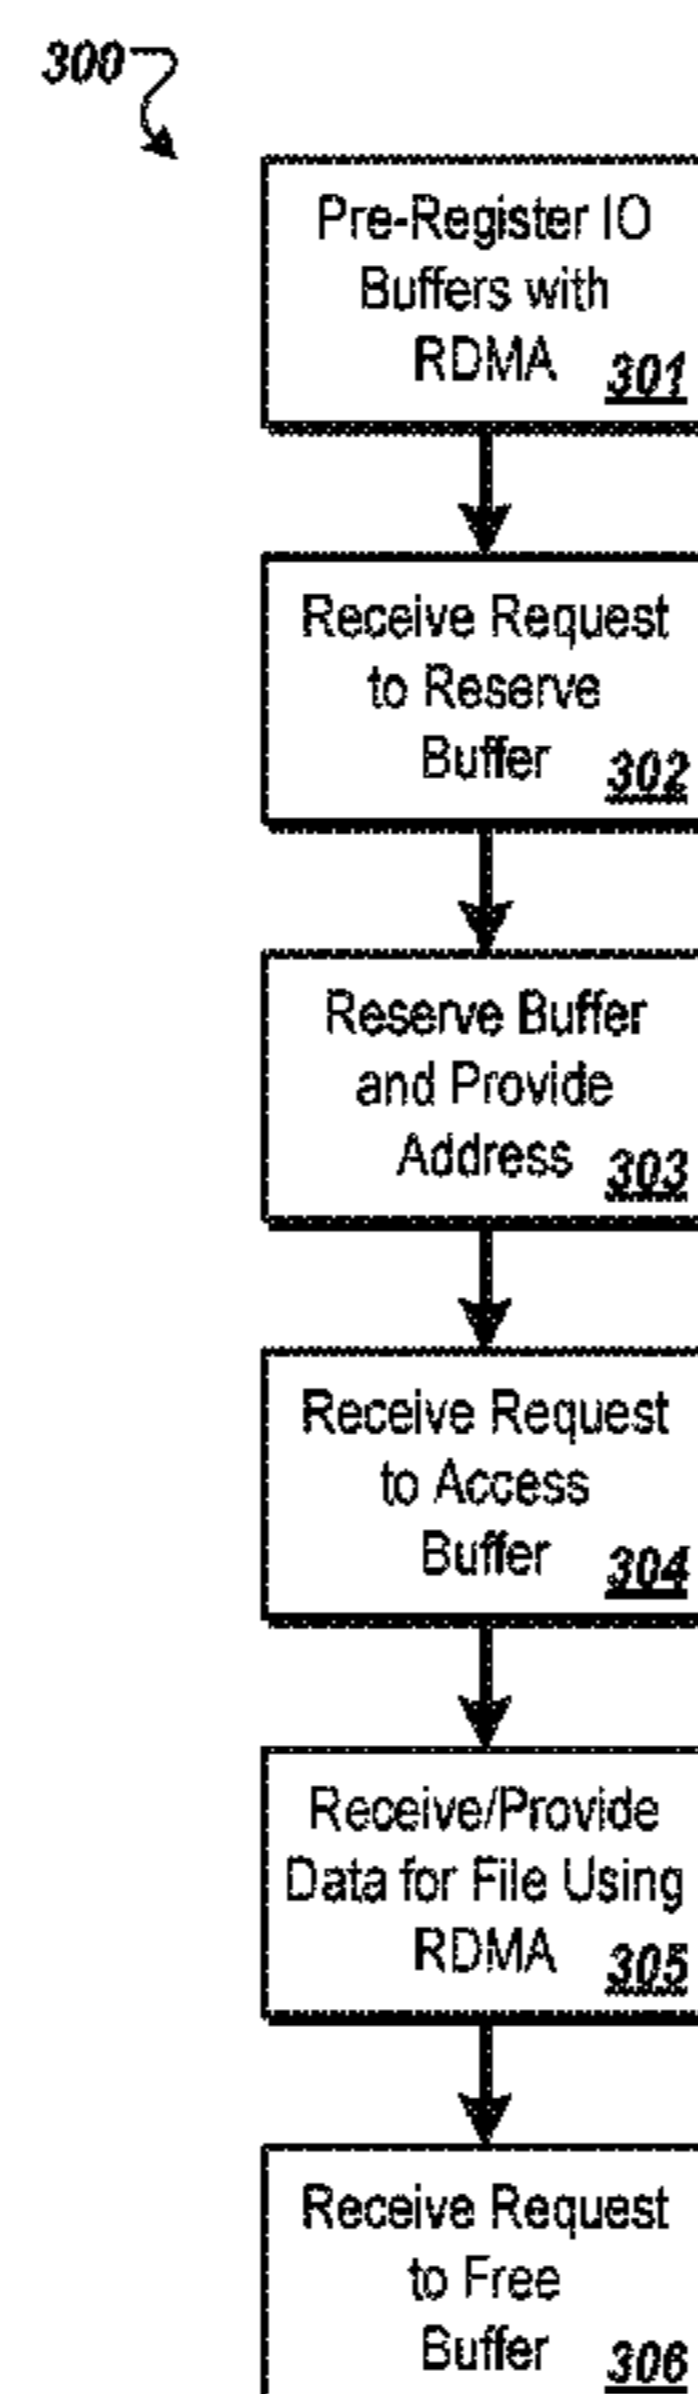 300
Pre-Register IO
Buffers with
RDMA 301
Receive Request
to Reserve
Buffer 302
Reserve Buffer
and Provide
Address 303
Receive Request
to Access
Buffer 304
Receive/Provide
Data for File Using
RDMA 305
Receive Request
to Free
Buffer 306